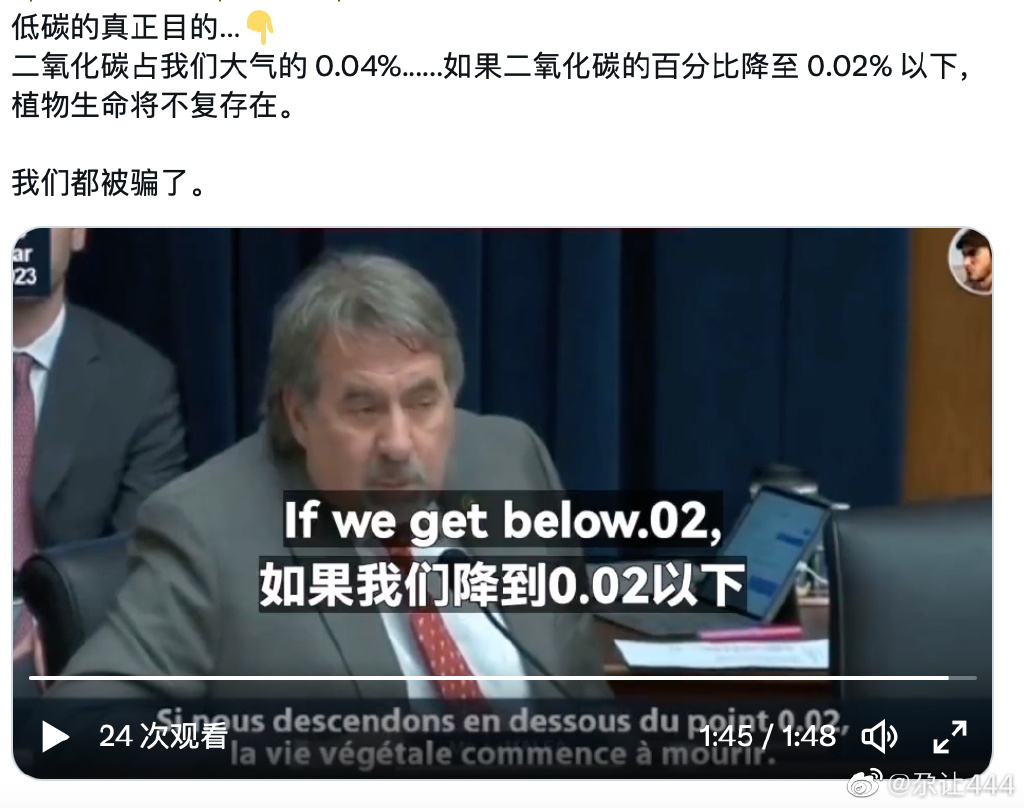 低碳的真正目的...👇
二氧化碳占我们大气的 0.04%......如果二氧化碳的百分比降至 0.02% 以下，
植物生命将不复存在。
我们都被骗了。
ar
023
If we get below.02,
如果我们降到0.02以下
Si nous descendons en dessous du point 0.02,
la vie végétale commence à mourir.
24 次观看
1:45 / 1:48
@尕让444